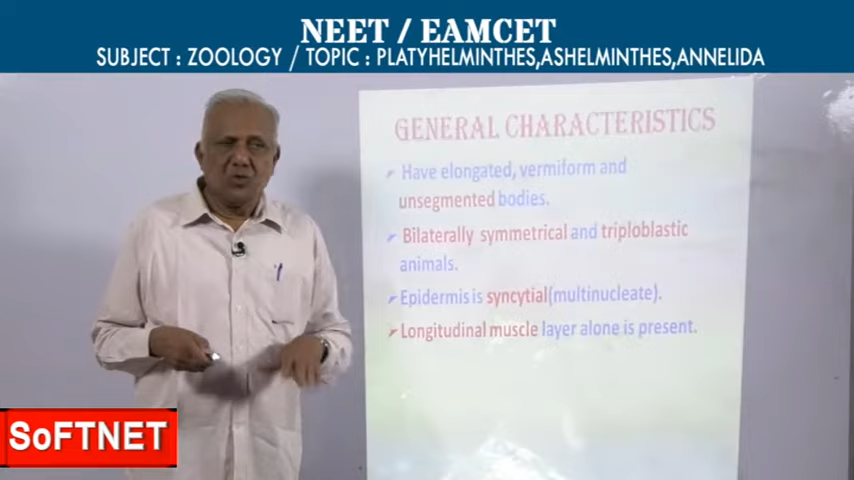 NEET / EAMCET
SUBJECT : ZOOLOGY / TOPIC : PLATYHELMINTHES,ASHELMINTHES,ANNELIDA
GENERAL CHARACTERISTICS
Have elongated, vermiform and
unsegmented bodies.
Bilaterally symmetrical and triploblastic
animals.
Epidermis is syncytial(multinucleate).
Longitudinal muscle layer alone is present.
SoFTNET